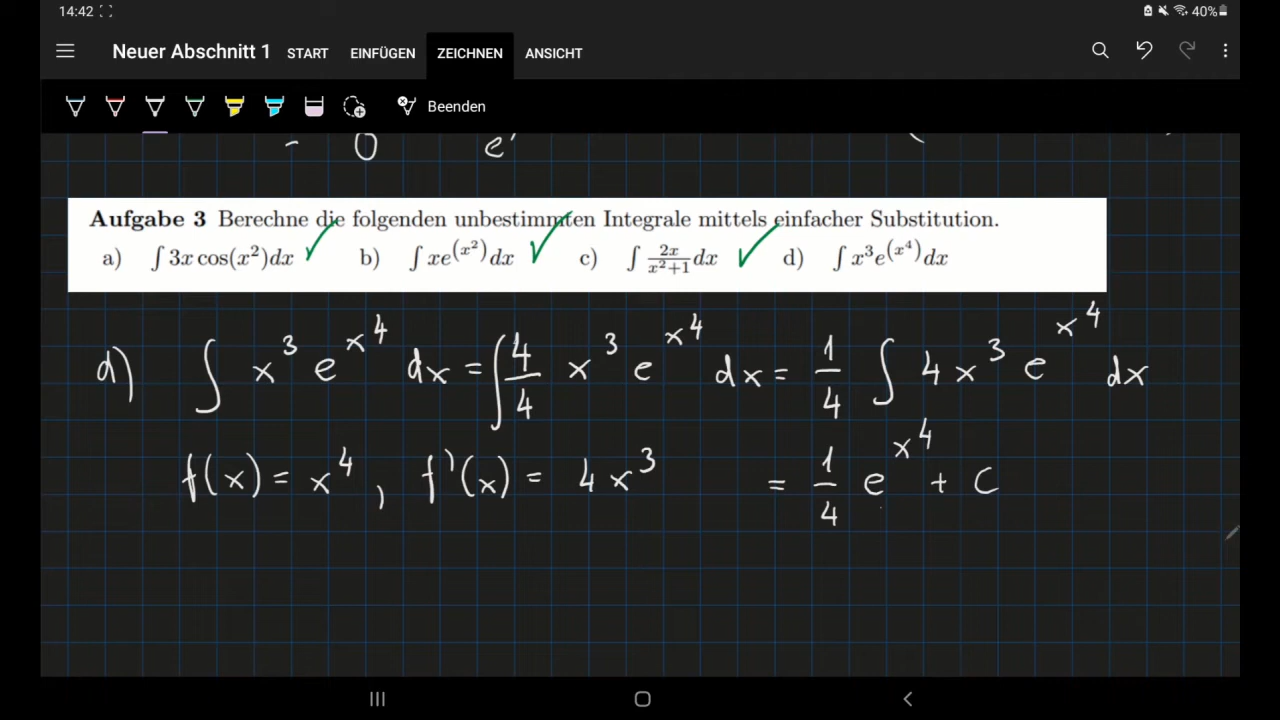 14:42 40%
Neuer Abschnitt 1 START EINFÜGEN ZEICHNEN ANSICHT
Beenden
- 0 e
Aufgabe 3 Berechne die folgenden unbestimmten Integrale mittels einfacher Substitution.
a) ∫ 3x cos(x²)dx b) ∫ xe^(x²) dx c) ∫ 2x/(x²+1) dx d) ∫ x³e^(x⁴) dx
d) ∫ x³ e^x⁴ dx = ∫ 4/4 x³ e^x⁴ dx = 1/4 ∫ 4x³ e^x⁴ dx
f(x) = x⁴, f'(x) = 4x³ = 1/4 e^x⁴ + C